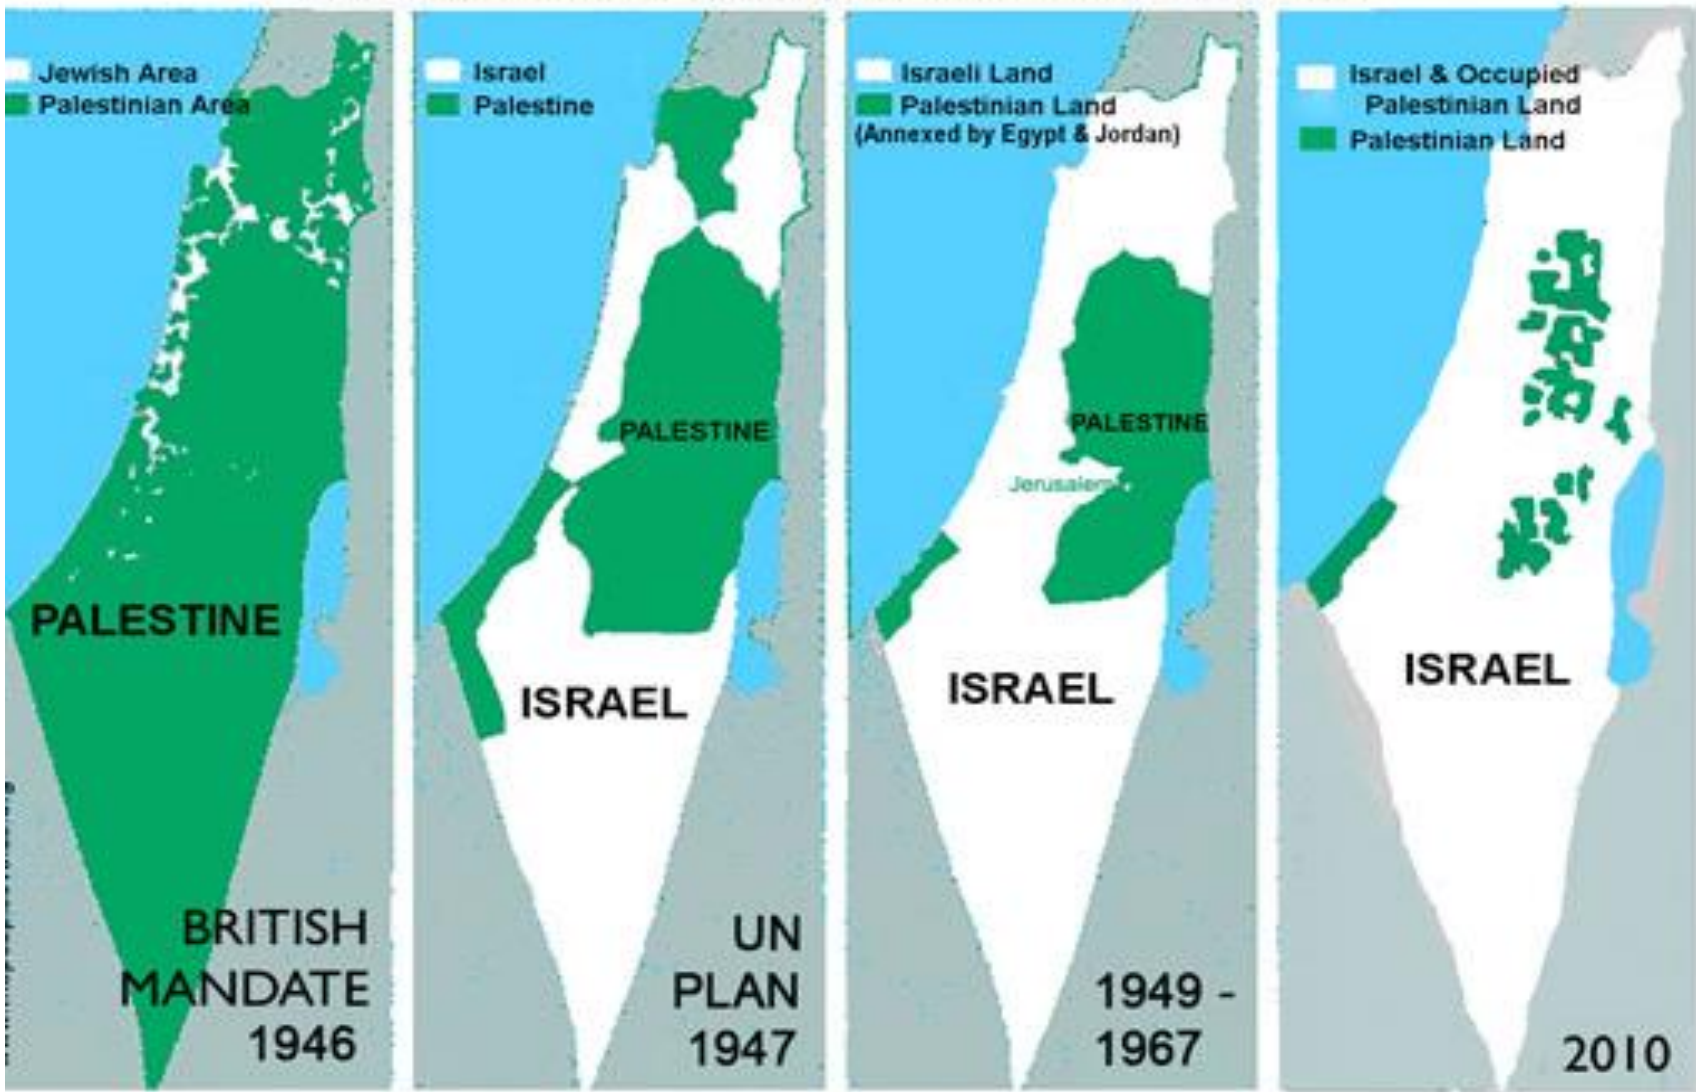 Jewish Area
Palestinian Area
PALESTINE
BRITISH
MANDATE
1946
Israel
Palestine
PALESTINE
ISRAEL
UN
PLAN
1947
Israeli Land
Palestinian Land
(Annexed by Egypt & Jordan)
PALESTINE
Jerusalem
ISRAEL
1949 -
1967
Israel & Occupied
Palestinian Land
Palestinian Land
ISRAEL
2010